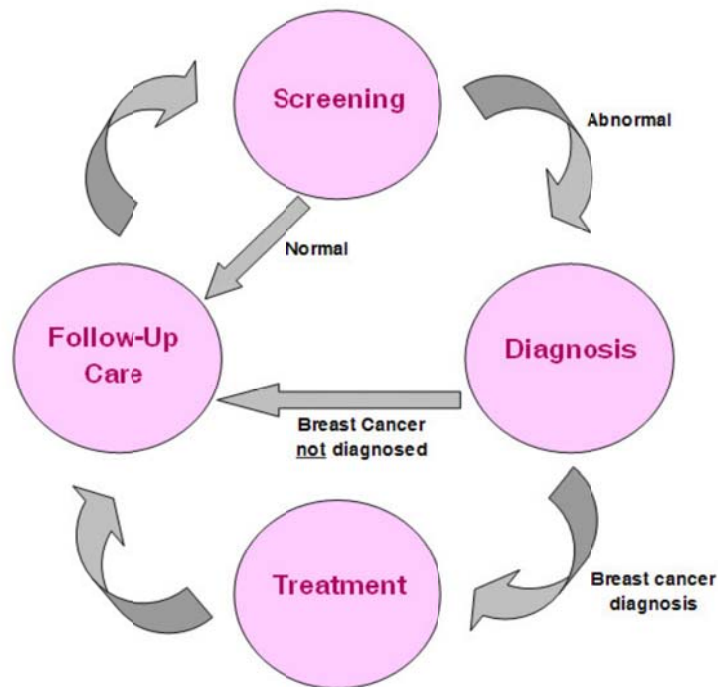 Screening
Abnormal
Normal
Follow-Up
Care
Diagnosis
Breast Cancer
not diagnosed
Treatment
Breast cancer
diagnosis